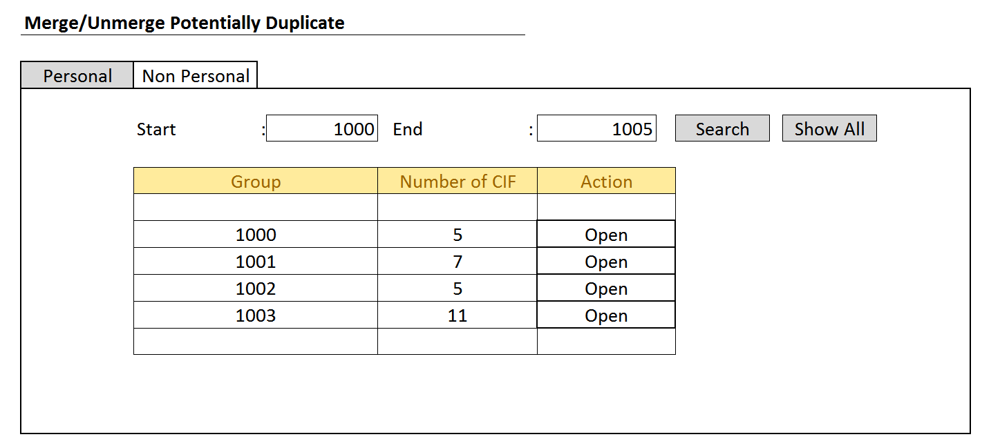 Merge/Unmerge Potentially Duplicate
Personal Non Personal
Start : 1000 End : 1005 Search Show All
Group Number of CIF Action
1000 5 Open
1001 7 Open
1002 5 Open
1003 11 Open